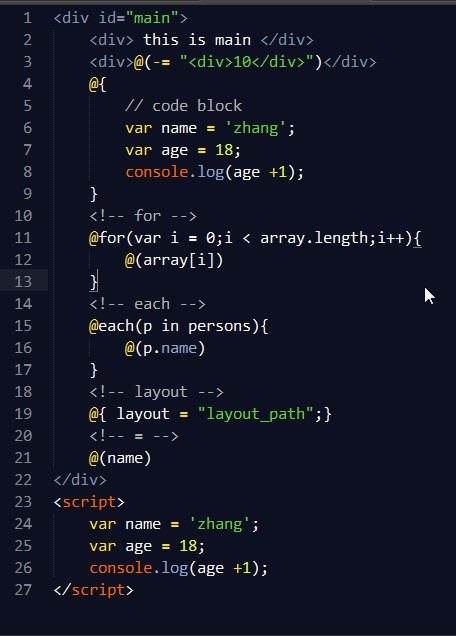 1 <div id="main">
2     <div> this is main </div>
3     <div>@(-= "<div>10</div>")</div>
4     @{
5         // code block
6         var name = 'zhang';
7         var age = 18;
8         console.log(age +1);
9     }
10     <!-- for -->
11     @for(var i = 0;i < array.length;i++){
12         @(array[i])
13     }
14     <!-- each -->
15     @each(p in persons){
16         @(p.name)
17     }
18     <!-- layout -->
19     @{ layout = "layout_path";}
20     <!-- = -->
21     @(name)
22 </div>
23 <script>
24     var name = 'zhang';
25     var age = 18;
26     console.log(age +1);
27 </script>